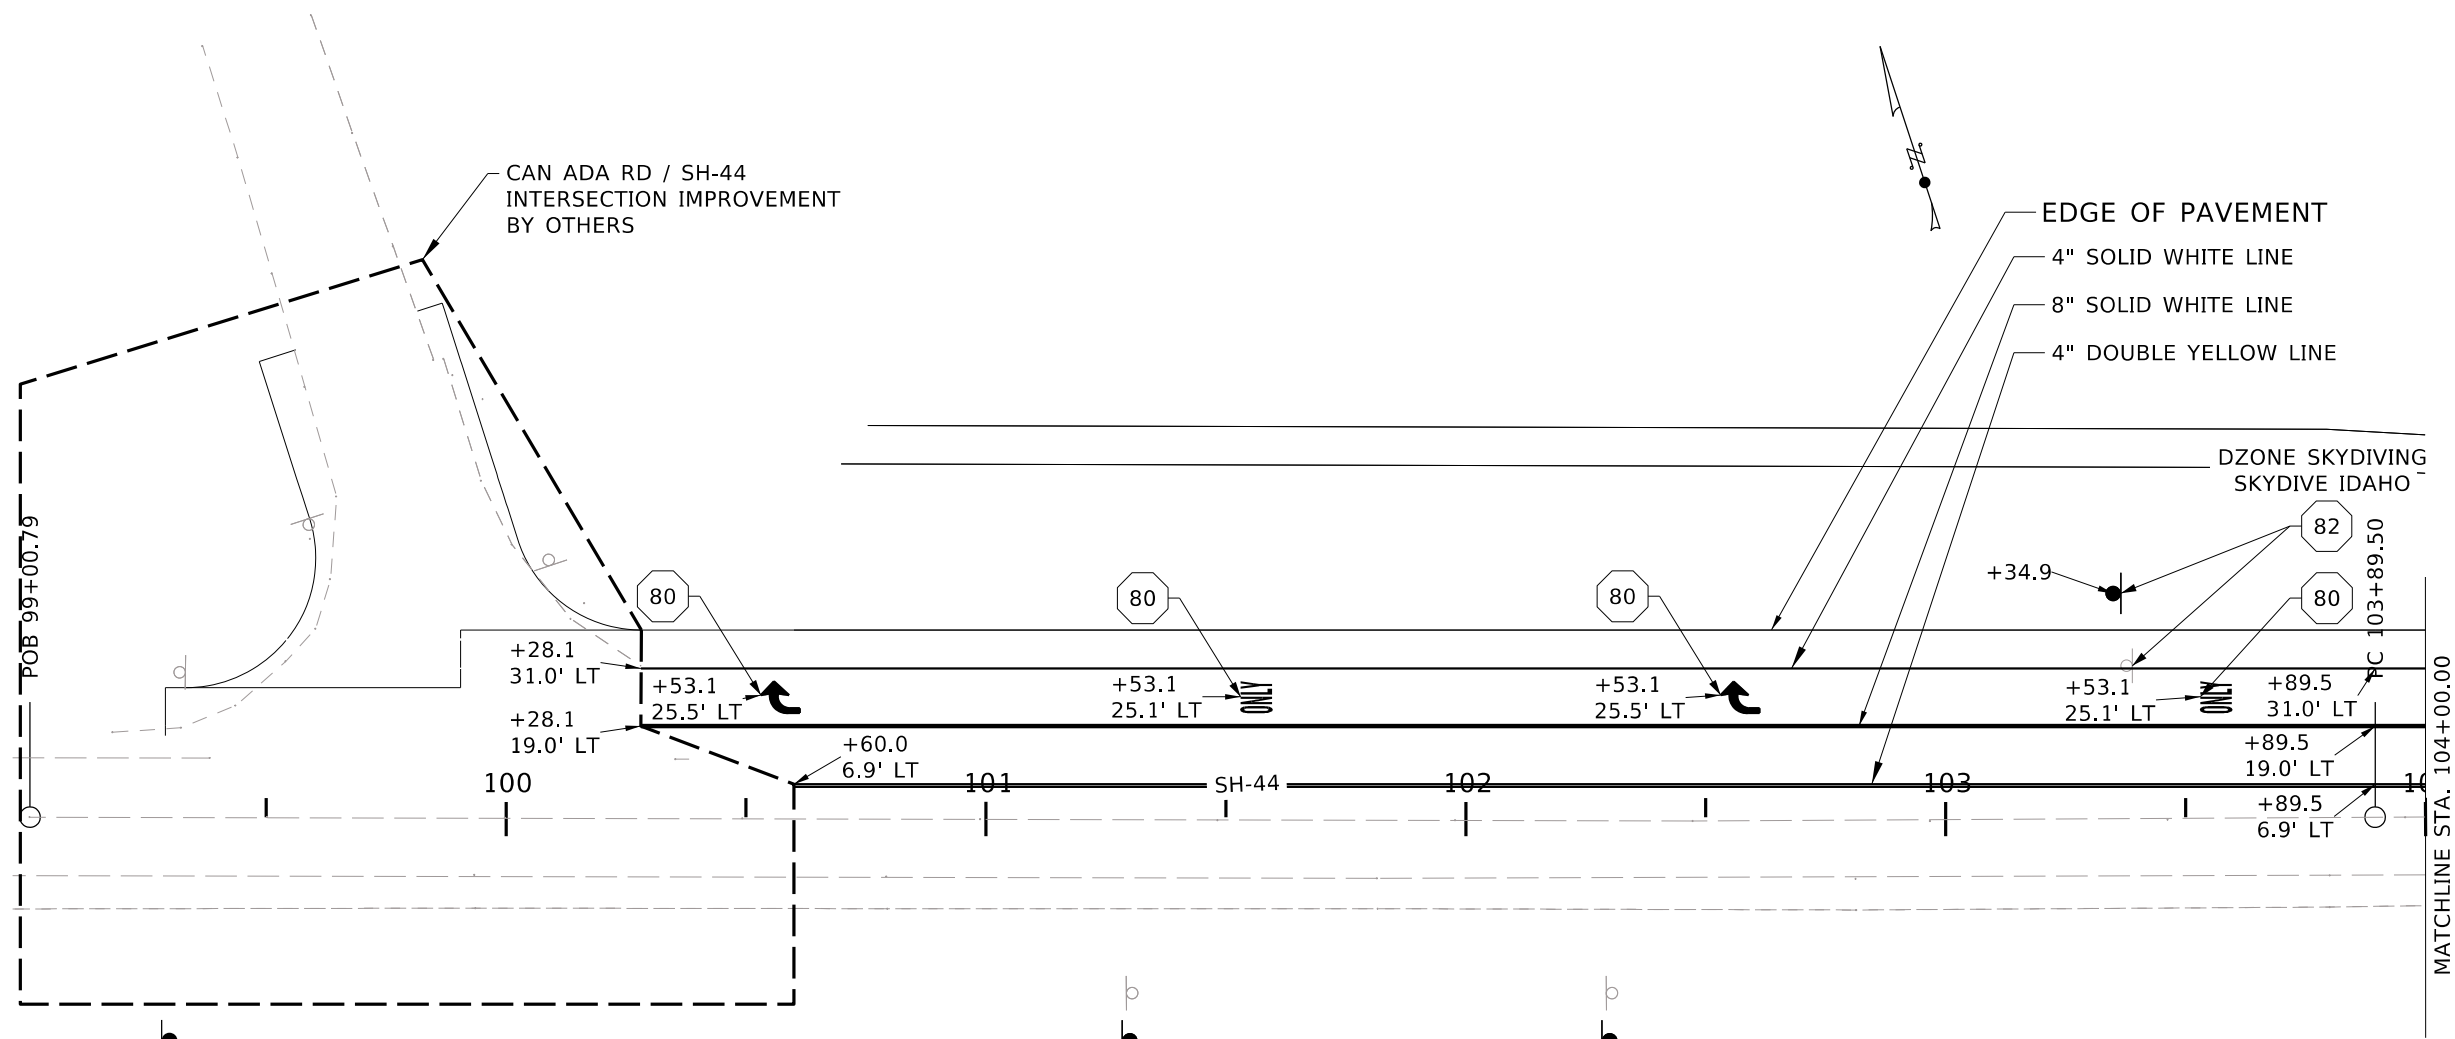 CAN ADA RD / SH-44
INTERSECTION IMPROVEMENT
BY OTHERS
N
EDGE OF PAVEMENT
4" SOLID WHITE LINE
8" SOLID WHITE LINE
4" DOUBLE YELLOW LINE
DZONE SKYDIVING
SKYDIVE IDAHO
POB 99+00.79
82
+34.9
80
80
80
80
PC 103+89.50
+28.1
31.0' LT
+53.1
25.5' LT
+53.1
25.1' LT
ONLY
+53.1
25.5' LT
+53.1
25.1' LT
ONLY
+89.5
31.0' LT
+28.1
19.0' LT
+60.0
6.9' LT
+89.5
19.0' LT
100
101
SH-44
102
103
+89.5
6.9' LT
MATCHLINE STA. 104+00.00